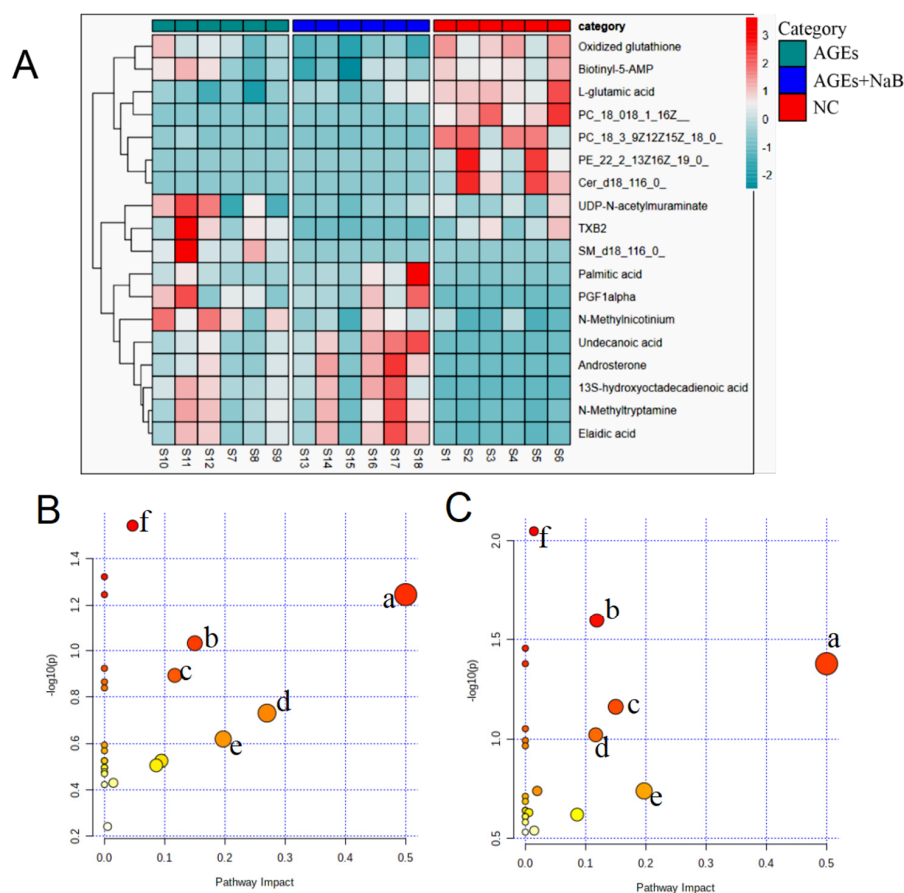 A
category
Oxidized glutathione
Biotinyl-5-AMP
L-glutamic acid
PC_18_018_1_16Z__
PC_18_3_9Z12Z15Z_18_0_
PE_22_2_13Z16Z_19_0_
Cer_d18_116_0_
UDP-N-acetylmuraminate
TXB2
SM_d18_116_0_
Palmitic acid
PGF1alpha
N-Methylnicotinium
Undecanoic acid
Androsterone
13S-hydroxyoctadecadienoic acid
N-Methyltryptamine
Elaidic acid
S10 S11 S12 S7 S8 S9 S13 S14 S15 S16 S17 S18 S1 S2 S3 S4 S5 S6
3
2
1
0
-1
-2
Category
AGEs
AGEs+NaB
NC
B
f
a
b
c
d
e
-log10(p)
1.4
1.2
1.0
0.8
0.6
0.4
0.2
0.0 0.1 0.2 0.3 0.4 0.5
Pathway Impact
C
f
b
a
c
d
e
-log10(p)
2.0
1.5
1.0
0.5
0.0 0.1 0.2 0.3 0.4 0.5
Pathway Impact